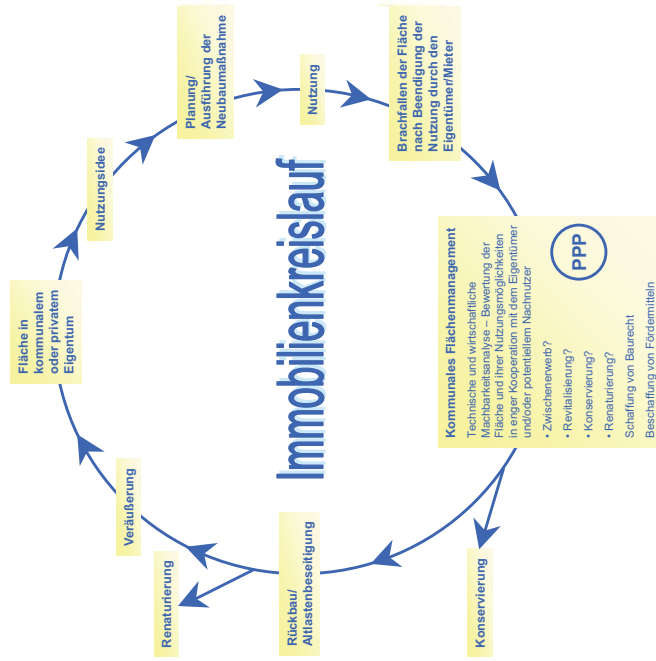 Immobilienkreislauf
Fläche in
kommunalem
oder privatem
Eigentum
Nutzungsidee
Planung/
Ausführung der
Neubaumaßnahme
Nutzung
Brachfallen der Fläche
nach Beendigung der
Nutzung durch den
Eigentümer/Mieter
Kommunales Flächenmanagement
Technische und wirtschaftliche
Machbarkeitsanalyse – Bewertung der
Fläche und ihrer Nutzungsmöglichkeiten
in enger Kooperation mit dem Eigentümer
und/oder potentiellem Nachnutzer
• Zwischenerwerb?
• Revitalisierung?
• Konservierung?
• Renaturierung?
Schaffung von Baurecht
Beschaffung von Fördermitteln
PPP
Konservierung
Rückbau/
Altlastenbeseitigung
Renaturierung
Veräußerung